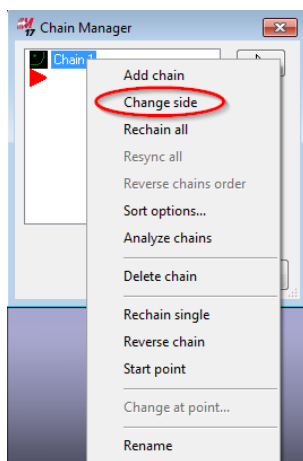 17 Chain Manager
Chain 1
Add chain
Change side
Rechain all
Resync all
Reverse chains order
Sort options...
Analyze chains
Delete chain
Rechain single
Reverse chain
Start point
Change at point...
Rename